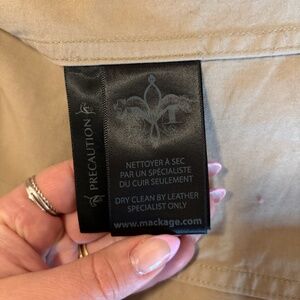 PRECAUTION
NETTOYER À SEC
PAR UN SPÉCIALISTE
DU CUIR SEULEMENT
DRY CLEAN BY LEATHER
SPECIALIST ONLY
www.mackage.com